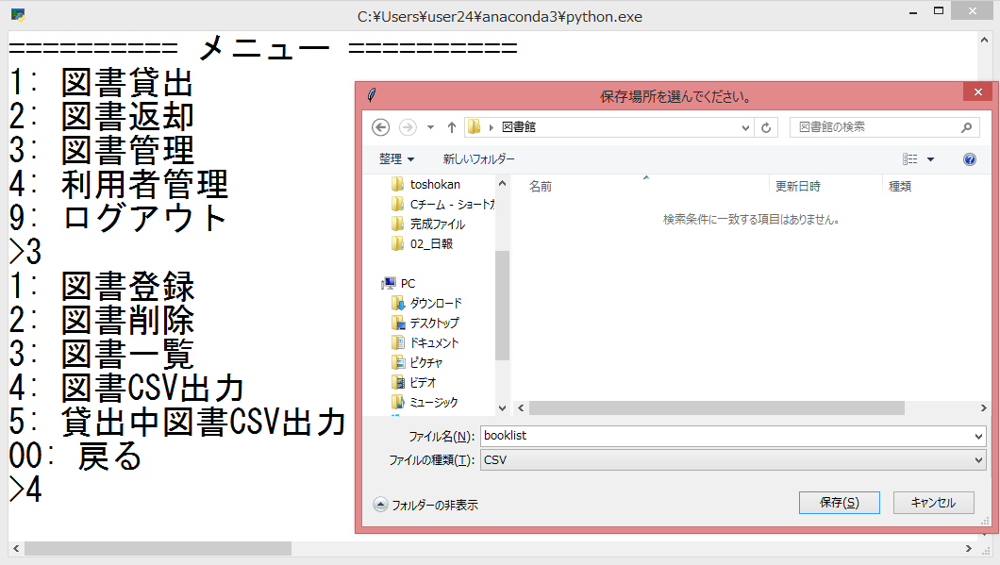 C:¥Users¥user24¥anaconda3¥python.exe
========== メニュー ==========
1: 図書貸出
2: 図書返却
3: 図書管理
4: 利用者管理
9: ログアウト
>3
1: 図書登録
2: 図書削除
3: 図書一覧
4: 図書CSV出力
5: 貸出中図書CSV出力
00: 戻る
>4
保存場所を選んでください。
図書館
図書館の検索
整理
新しいフォルダー
toshokan
Cチーム - ショートカ
完成ファイル
02_日報
PC
ダウンロード
デスクトップ
ドキュメント
ピクチャ
ビデオ
ミュージック
名前 更新日時 種類
検索条件に一致する項目はありません。
ファイル名(N): booklist
ファイルの種類(T): CSV
フォルダーの非表示
保存(S) キャンセル